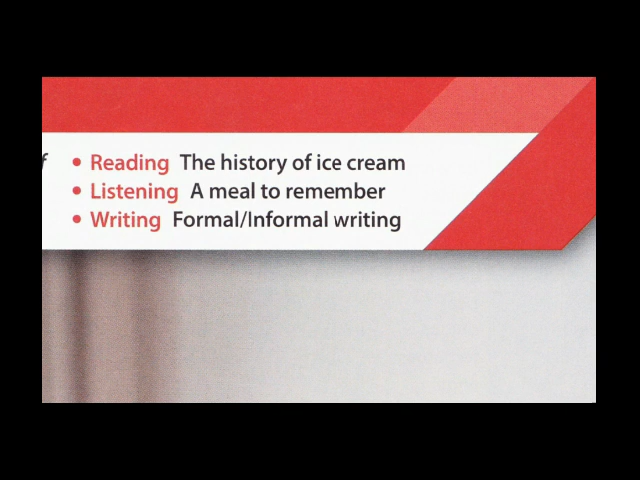 • Reading The history of ice cream
• Listening A meal to remember
• Writing Formal/Informal writing